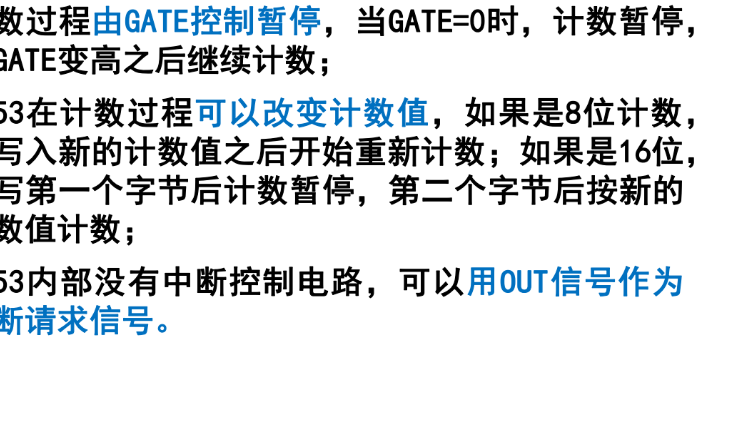 数过程由GATE控制暂停，当GATE=0时，计数暂停，
GATE变高之后继续计数；
53在计数过程可以改变计数值，如果是8位计数，
写入新的计数值之后开始重新计数；如果是16位，
写第一个字节后计数暂停，第二个字节后按新的
数值计数；
53内部没有中断控制电路，可以用OUT信号作为
断请求信号。